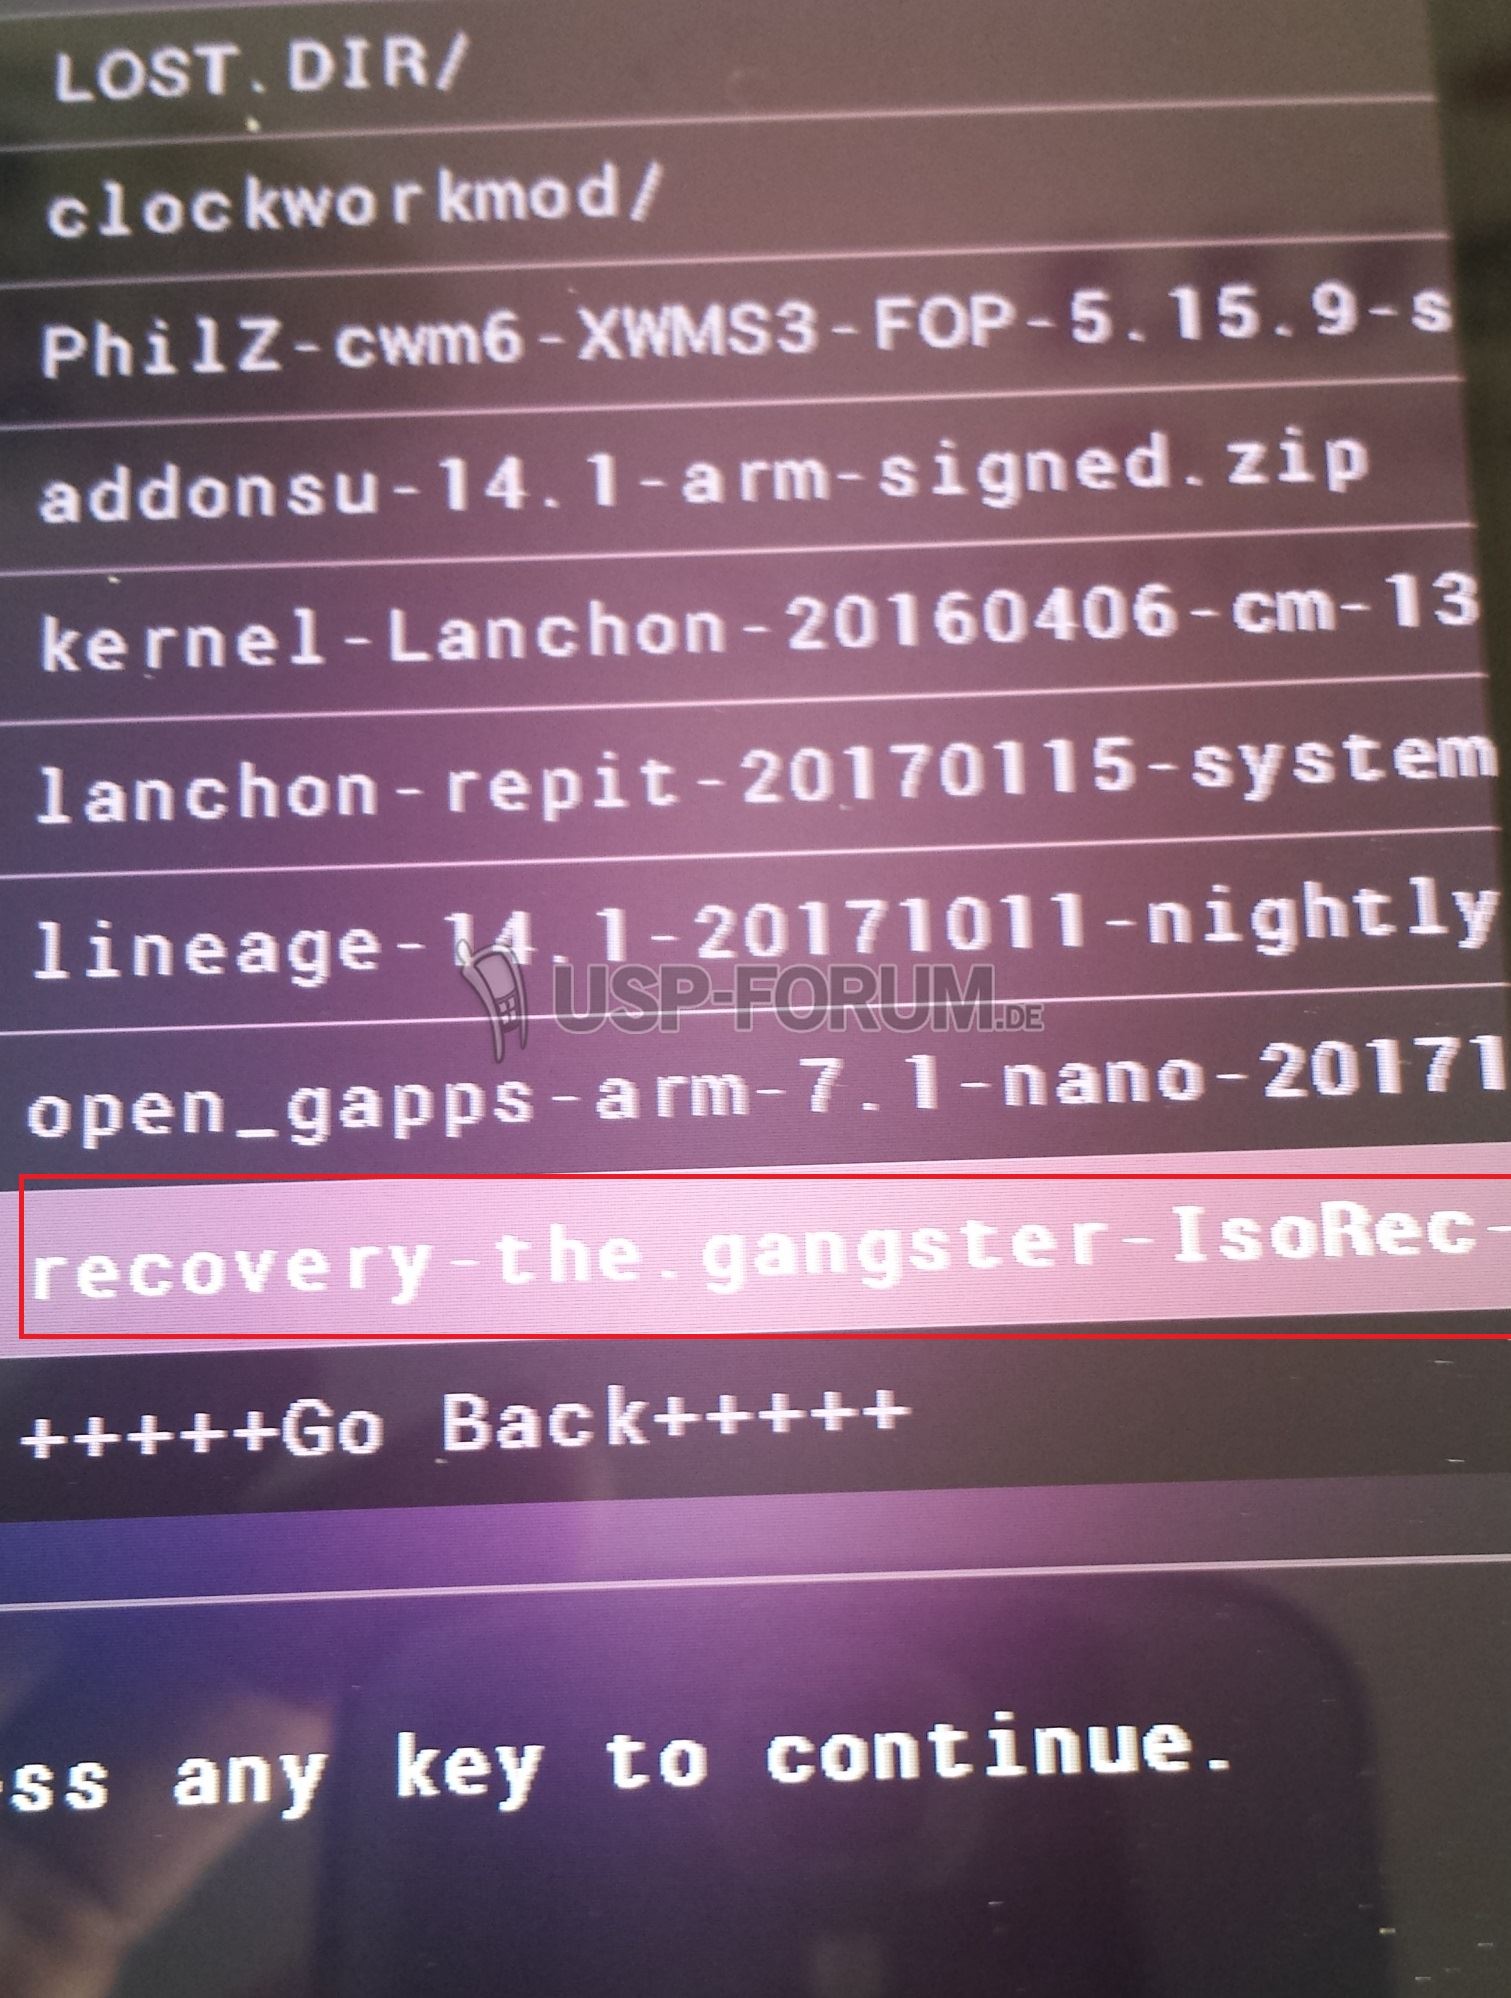 LOST.DIR/
clockworkmod/
PhilZ-cwm6-XWMS3-FOP-5.15.9-s
addonsu-14.1-arm-signed.zip
kernel-Lanchon-20160406-cm-13
lanchon-repit-20170115-system
lineage-14.1-20171011-nightly
USP-FORUM.DE
open_gapps-arm-7.1-nano-20171
recovery-the.gangster-IsoRec-
+++++Go Back+++++
ss any key to continue.